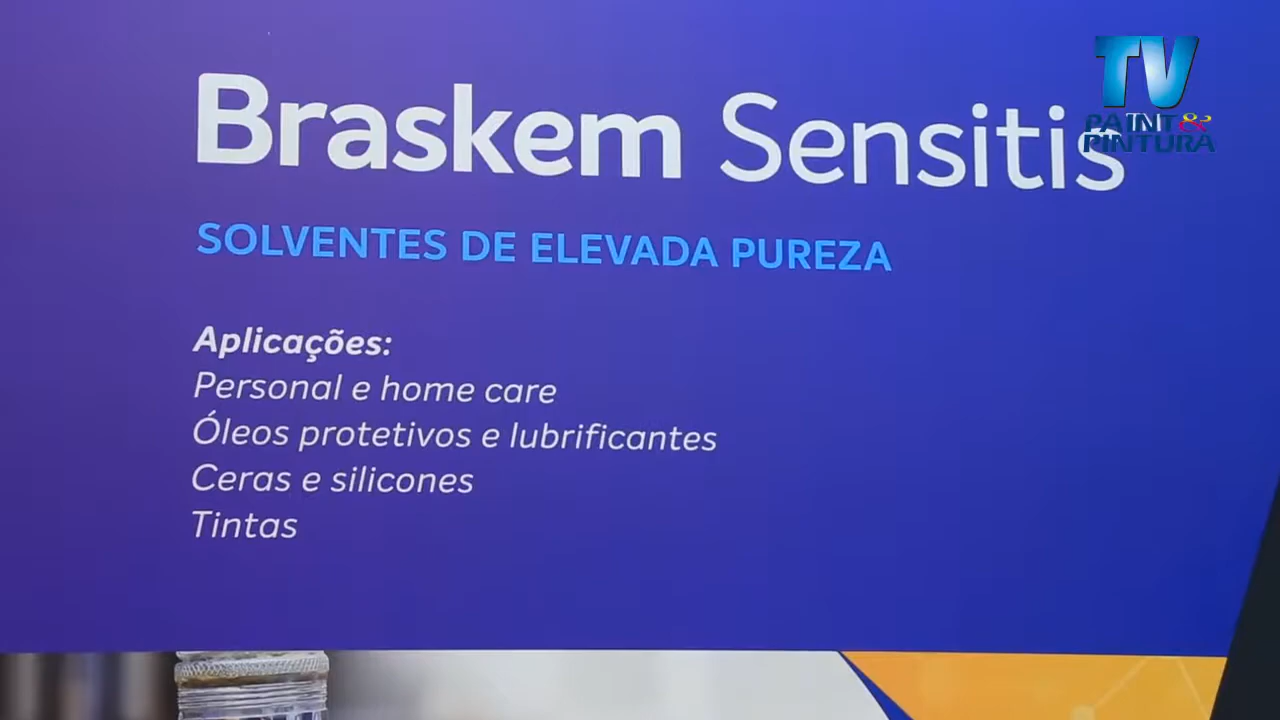 TV
PAINT &
PINTURA
Braskem Sensitis
SOLVENTES DE ELEVADA PUREZA
Aplicações:
Personal e home care
Óleos protetivos e lubrificantes
Ceras e silicones
Tintas